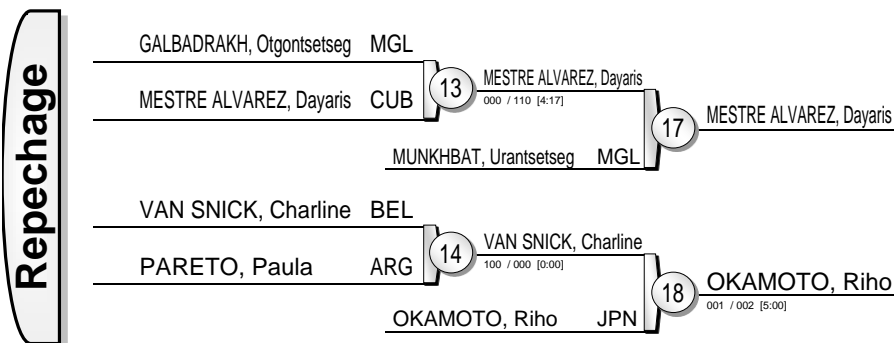 Repechage
GALBADRAKH, Otgontsetseg MGL
MESTRE ALVAREZ, Dayaris CUB
13
MESTRE ALVAREZ, Dayaris
000 / 110 [4:17]
MUNKHBAT, Urantsetseg MGL
17
MESTRE ALVAREZ, Dayaris
VAN SNICK, Charline BEL
PARETO, Paula ARG
14
VAN SNICK, Charline
100 / 000 [0:00]
OKAMOTO, Riho JPN
18
OKAMOTO, Riho
001 / 002 [5:00]